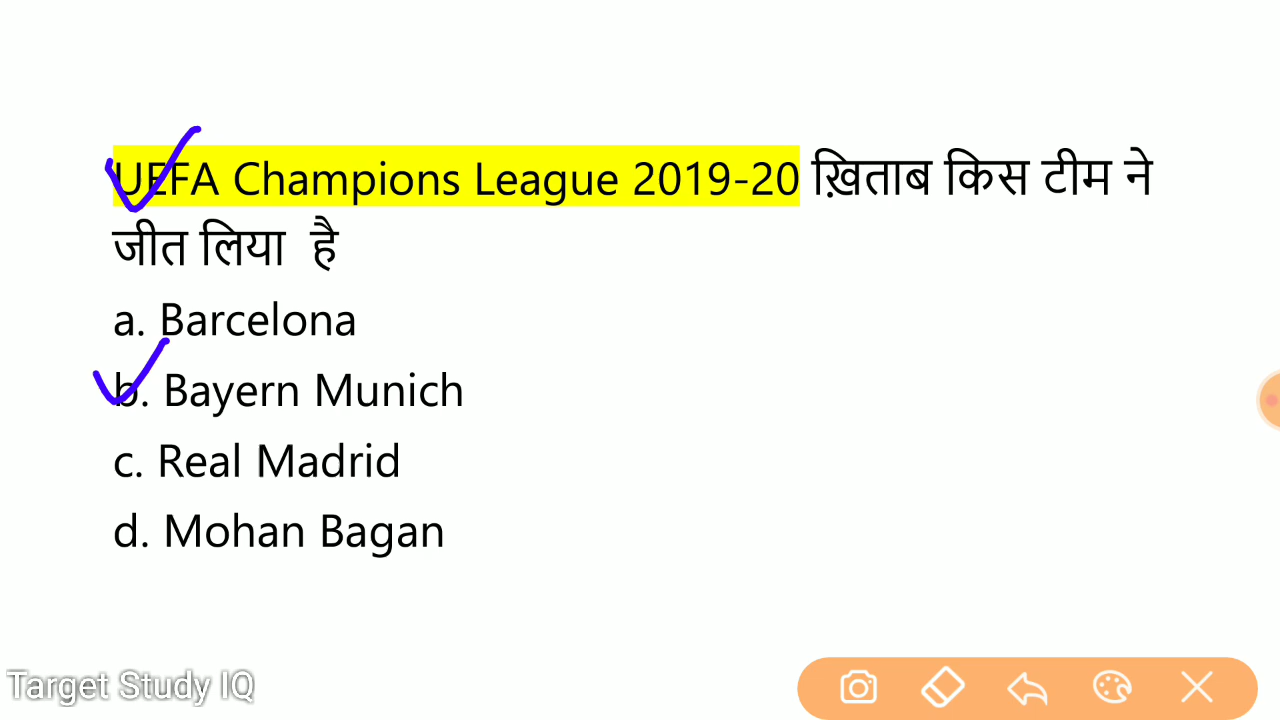 UEFA Champions League 2019-20 ख़िताब किस टीम ने
जीत लिया है
a. Barcelona
b. Bayern Munich
c. Real Madrid
d. Mohan Bagan
Target Study IQ